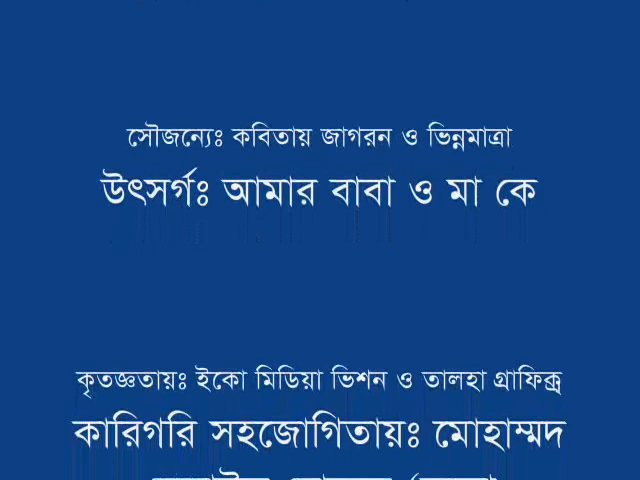 সৌজন্যেঃ কবিতায় জাগরন ও ভিন্নমাত্রা
উৎসর্গঃ আমার বাবা ও মা কে
কৃতজ্ঞতায়ঃ ইকো মিডিয়া ভিশন ও তালহা গ্রাফিক্স
কারিগরি সহজোগিতায়ঃ মোহাম্মদ